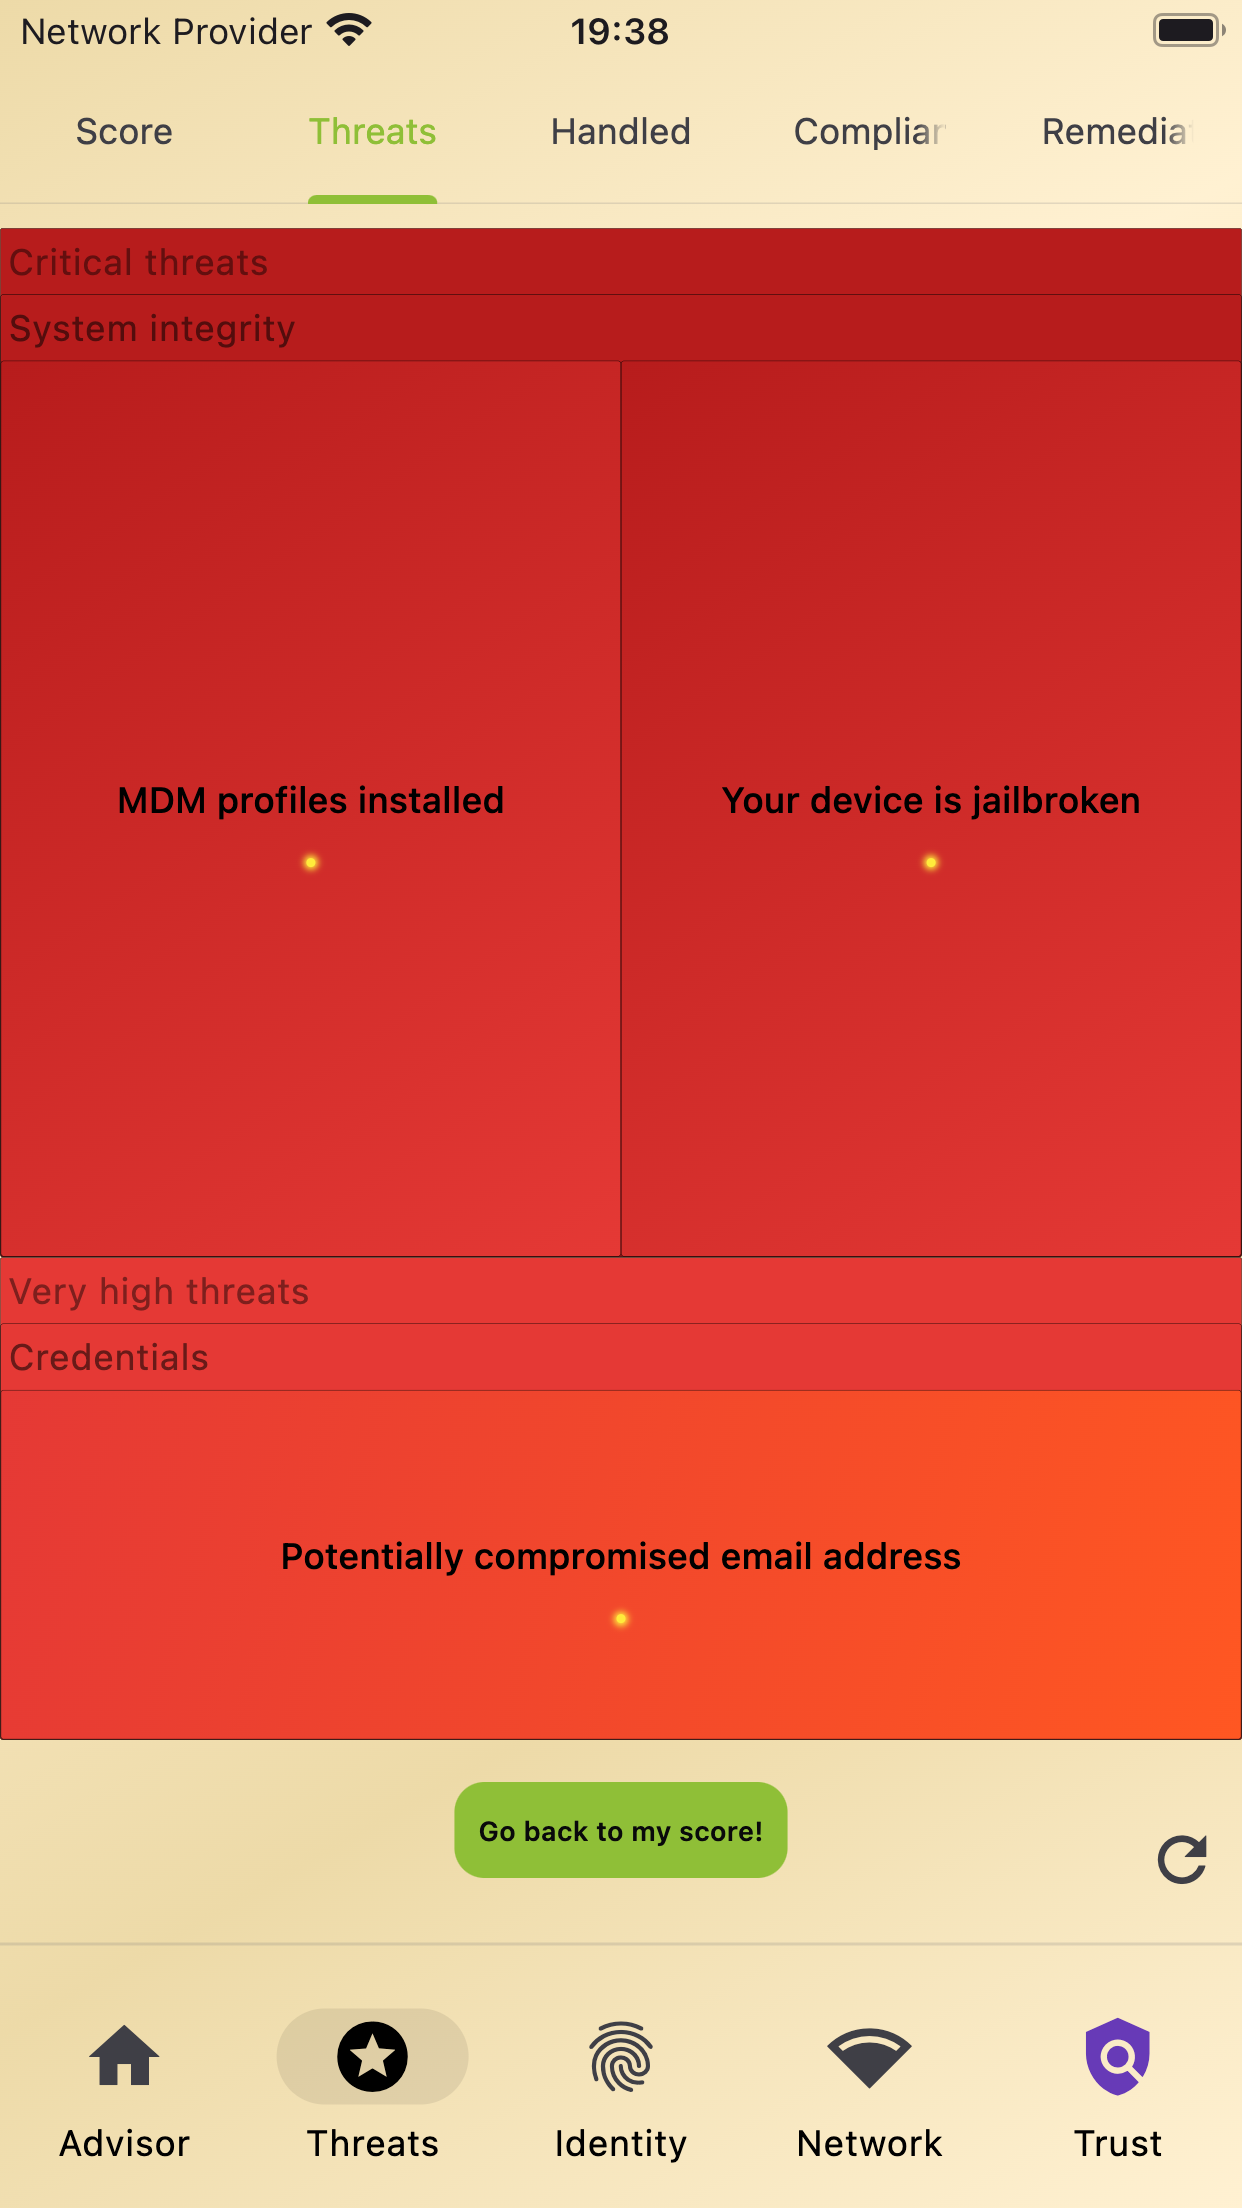 Network Provider 19:38
Score Threats Handled Complian Remedia
Critical threats
System integrity
MDM profiles installed Your device is jailbroken
Very high threats
Credentials
Potentially compromised email address
Go back to my score!
Advisor Threats Identity Network Trust